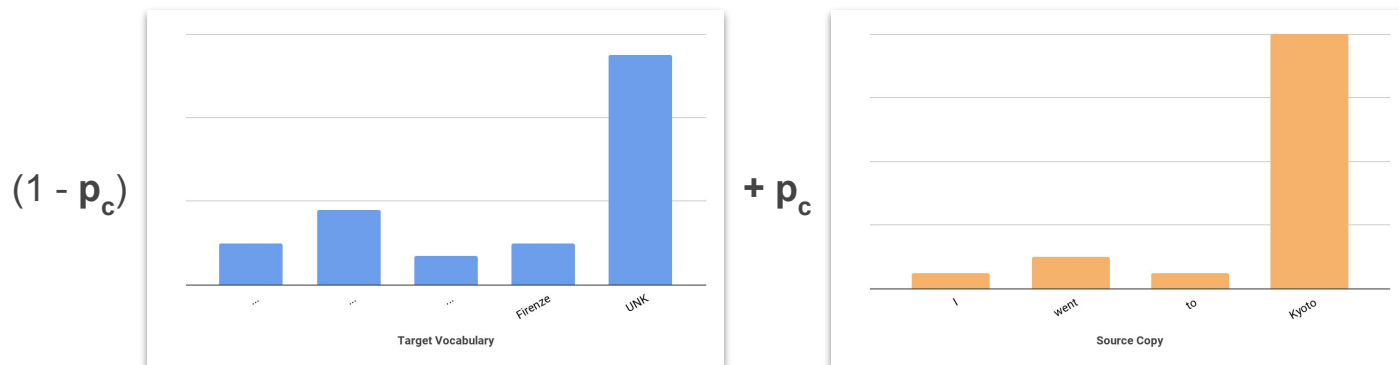 (1 - pc)
...
...
...
Firenze
UNK
Target Vocabulary
+ pc
I
went
to
Kyoto
Source Copy